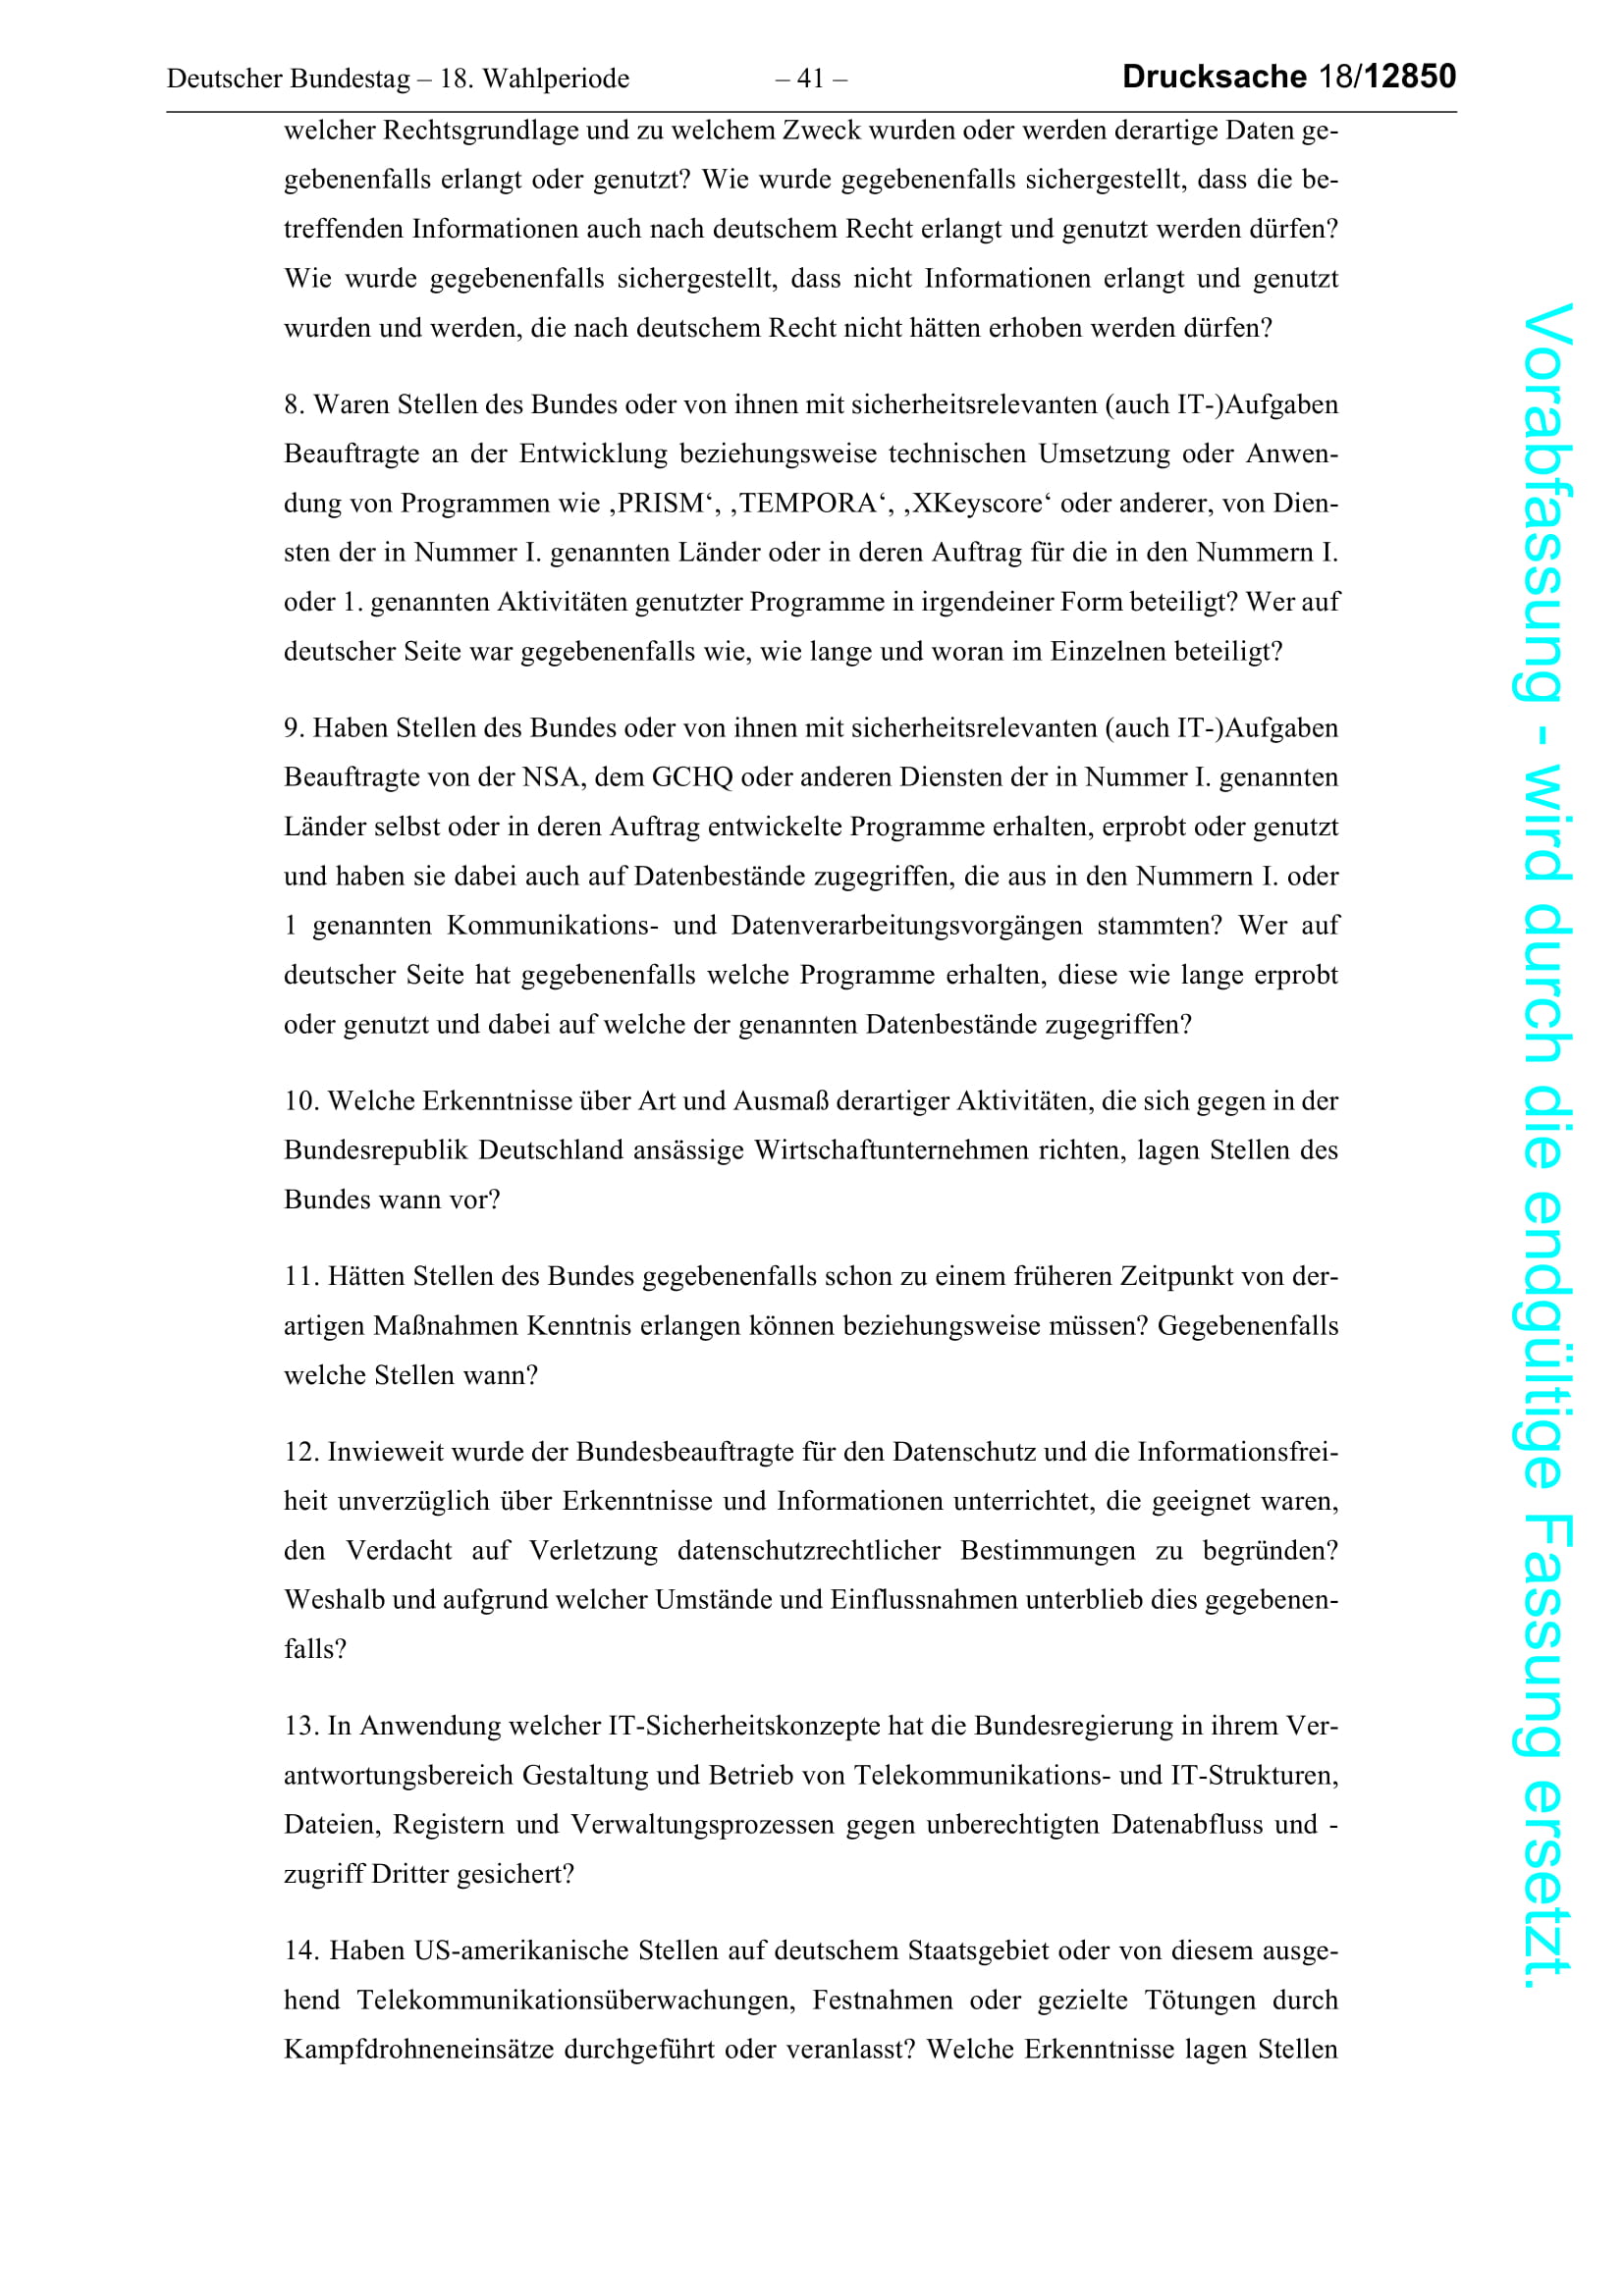 Deutscher Bundestag – 18. Wahlperiode – 41 – Drucksache 18/12850
welcher Rechtsgrundlage und zu welchem Zweck wurden oder werden derartige Daten ge-
gebenenfalls erlangt oder genutzt? Wie wurde gegebenenfalls sichergestellt, dass die be-
treffenden Informationen auch nach deutschem Recht erlangt und genutzt werden dürfen?
Wie wurde gegebenenfalls sichergestellt, dass nicht Informationen erlangt und genutzt
wurden und werden, die nach deutschem Recht nicht hätten erhoben werden dürfen?
8. Waren Stellen des Bundes oder von ihnen mit sicherheitsrelevanten (auch IT-)Aufgaben
Beauftragte an der Entwicklung beziehungsweise technischen Umsetzung oder Anwen-
dung von Programmen wie ‚PRISM‘, ‚TEMPORA‘, ‚XKeyscore‘ oder anderer, von Dien-
sten der in Nummer I. genannten Länder oder in deren Auftrag für die in den Nummern I.
oder 1. genannten Aktivitäten genutzter Programme in irgendeiner Form beteiligt? Wer auf
deutscher Seite war gegebenenfalls wie, wie lange und woran im Einzelnen beteiligt?
9. Haben Stellen des Bundes oder von ihnen mit sicherheitsrelevanten (auch IT-)Aufgaben
Beauftragte von der NSA, dem GCHQ oder anderen Diensten der in Nummer I. genannten
Länder selbst oder in deren Auftrag entwickelte Programme erhalten, erprobt oder genutzt
und haben sie dabei auch auf Datenbestände zugegriffen, die aus in den Nummern I. oder
1 genannten Kommunikations- und Datenverarbeitungsvorgängen stammten? Wer auf
deutscher Seite hat gegebenenfalls welche Programme erhalten, diese wie lange erprobt
oder genutzt und dabei auf welche der genannten Datenbestände zugegriffen?
10. Welche Erkenntnisse über Art und Ausmaß derartiger Aktivitäten, die sich gegen in der
Bundesrepublik Deutschland ansässige Wirtschaftunternehmen richten, lagen Stellen des
Bundes wann vor?
11. Hätten Stellen des Bundes gegebenenfalls schon zu einem früheren Zeitpunkt von der-
artigen Maßnahmen Kenntnis erlangen können beziehungsweise müssen? Gegebenenfalls
welche Stellen wann?
12. Inwieweit wurde der Bundesbeauftragte für den Datenschutz und die Informationsfrei-
heit unverzüglich über Erkenntnisse und Informationen unterrichtet, die geeignet waren,
den Verdacht auf Verletzung datenschutzrechtlicher Bestimmungen zu begründen?
Weshalb und aufgrund welcher Umstände und Einflussnahmen unterblieb dies gegebenen-
falls?
13. In Anwendung welcher IT-Sicherheitskonzepte hat die Bundesregierung in ihrem Ver-
antwortungsbereich Gestaltung und Betrieb von Telekommunikations- und IT-Strukturen,
Dateien, Registern und Verwaltungsprozessen gegen unberechtigten Datenabfluss und -
zugriff Dritter gesichert?
14. Haben US-amerikanische Stellen auf deutschem Staatsgebiet oder von diesem ausge-
hend Telekommunikationsüberwachungen, Festnahmen oder gezielte Tötungen durch
Kampfdrohneneinsätze durchgeführt oder veranlasst? Welche Erkenntnisse lagen Stellen
Vorabfassung - wird durch die endgültige Fassung ersetzt.